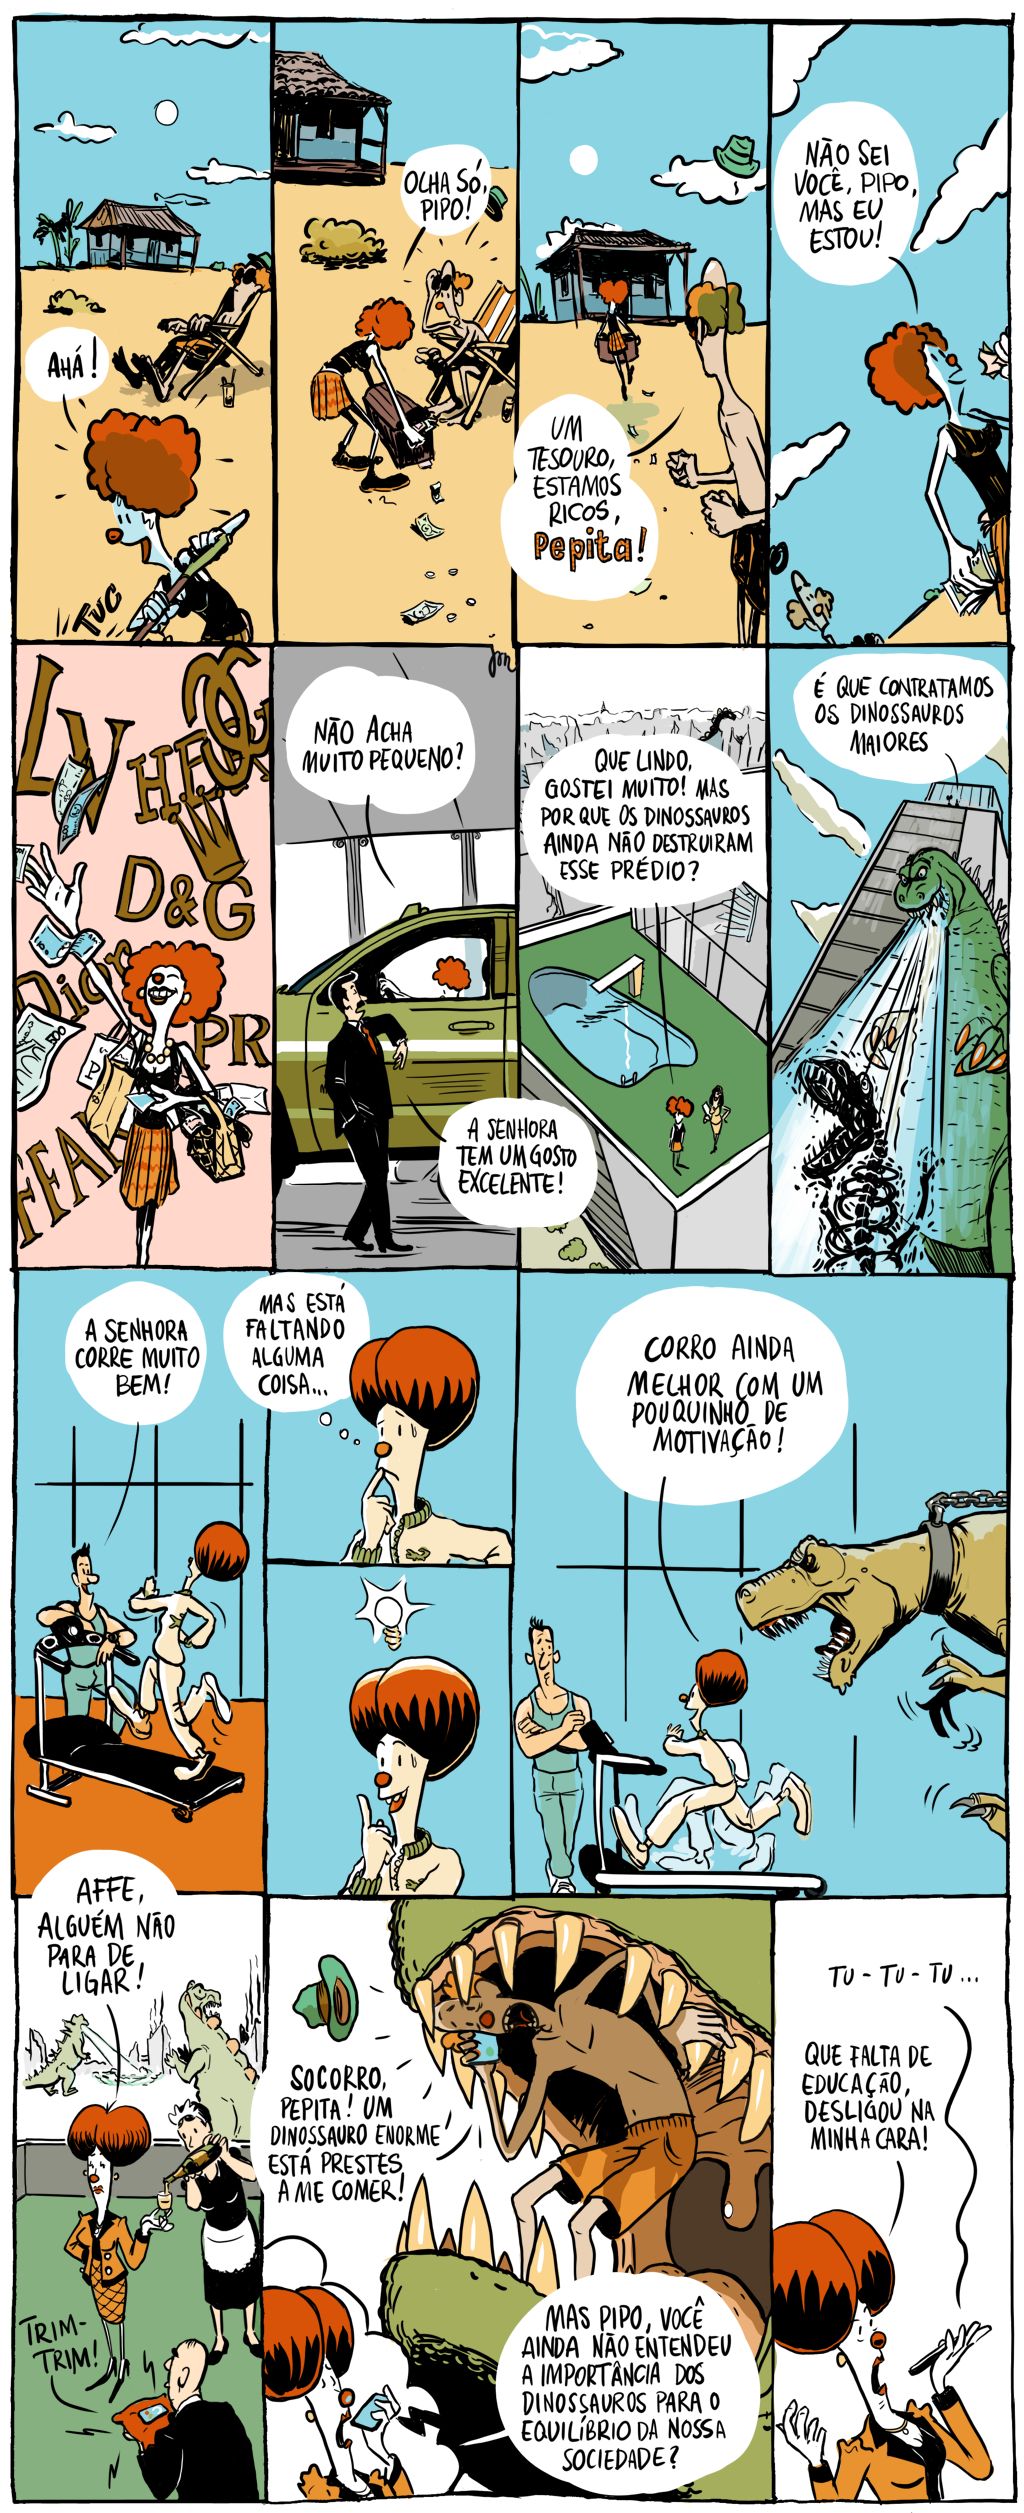 AHÁ!
TUC
OLHA SÓ,
PIPO!
UM
TESOURO,
ESTAMOS
RICOS,
Pepita!
NÃO SEI
VOCÊ, PIPO,
MAS EU
ESTOU!
LV
D&G
Dior
PR
NÃO ACHA
MUITO PEQUENO?
A SENHORA
TEM UM GOSTO
EXCELENTE!
QUE LINDO,
GOSTEI MUITO! MAS
POR QUE OS DINOSSAUROS
AINDA NÃO DESTRUIRAM
ESSE PRÉDIO?
É QUE CONTRATAMOS
OS DINOSSAUROS
MAIORES
A SENHORA
CORRE MUITO
BEM!
MAS ESTÁ
FALTANDO
ALGUMA
COISA...
CORRO AINDA
MELHOR COM UM
POUQUINHO DE
MOTIVAÇÃO!
AFFE,
ALGUÉM NÃO
PARA DE
LIGAR!
TRIM-
TRIM!
SOCORRO,
PEPITA! UM
DINOSSAURO ENORME
ESTÁ PRESTES
A ME COMER!
MAS PIPO, VOCÊ
AINDA NÃO ENTENDEU
A IMPORTÂNCIA DOS
DINOSSAUROS PARA O
EQUILÍBRIO DA NOSSA
SOCIEDADE?
TU-TU-TU...
QUE FALTA DE
EDUCAÇÃO,
DESLIGOU NA
MINHA CARA!